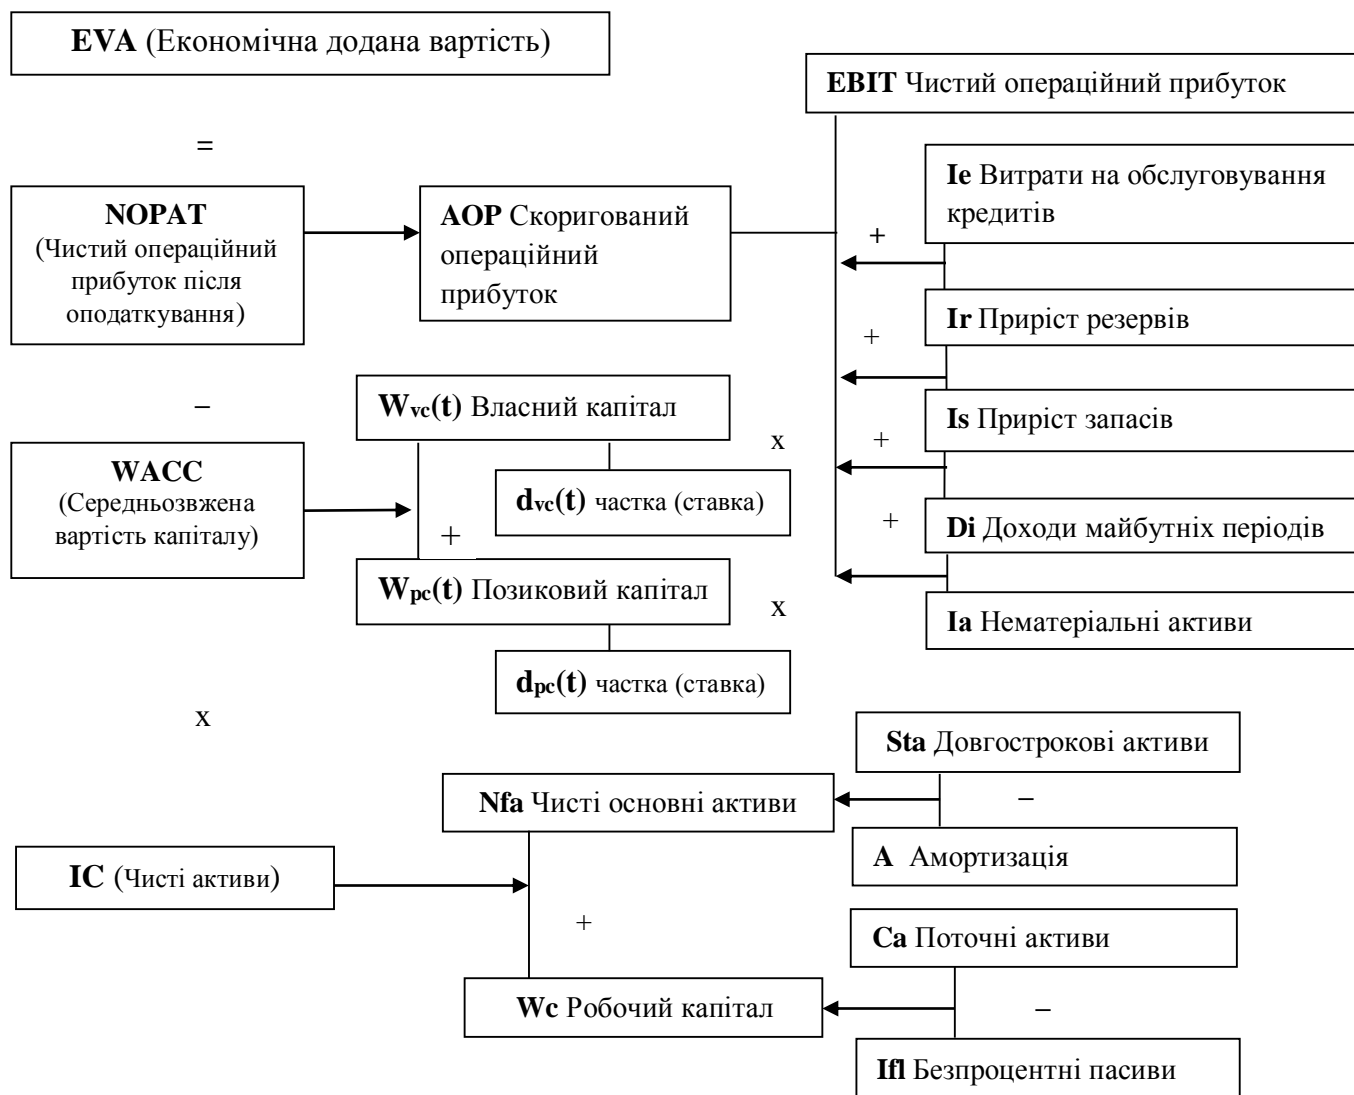 EVA (Економічна додана вартість)
EBIT Чистий операційний прибуток
=
Ie Витрати на обслуговування
кредитів
NOPAT
(Чистий операційний
прибуток після
оподаткування)
AOP Скоригований
операційний
прибуток
+
Ir Приріст резервів
+
–
Wvc(t) Власний капітал
x
Is Приріст запасів
+
WACC
(Середньозвжена
вартість капіталу)
dvc(t) частка (ставка)
+
+
Di Доходи майбутніх періодів
Wpc(t) Позиковий капітал
x
Ia Нематеріальні активи
dpc(t) частка (ставка)
x
Sta Довгострокові активи
Nfa Чисті основні активи
–
A Амортизація
IC (Чисті активи)
+
Ca Поточні активи
Wc Робочий капітал
–
Ifl Безпроцентні пасиви